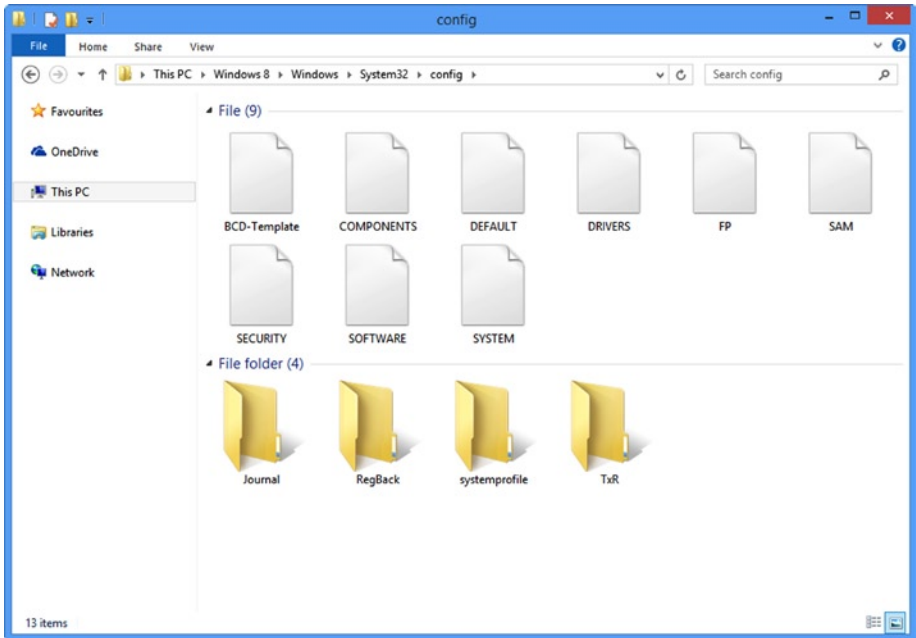 config
File Home Share View
This PC Windows 8 Windows System32 config
Search config
Favourites
OneDrive
This PC
Libraries
Network
File (9)
BCD-Template COMPONENTS DEFAULT DRIVERS FP SAM
SECURITY SOFTWARE SYSTEM
File folder (4)
Journal RegBack systemprofile TxR
13 items